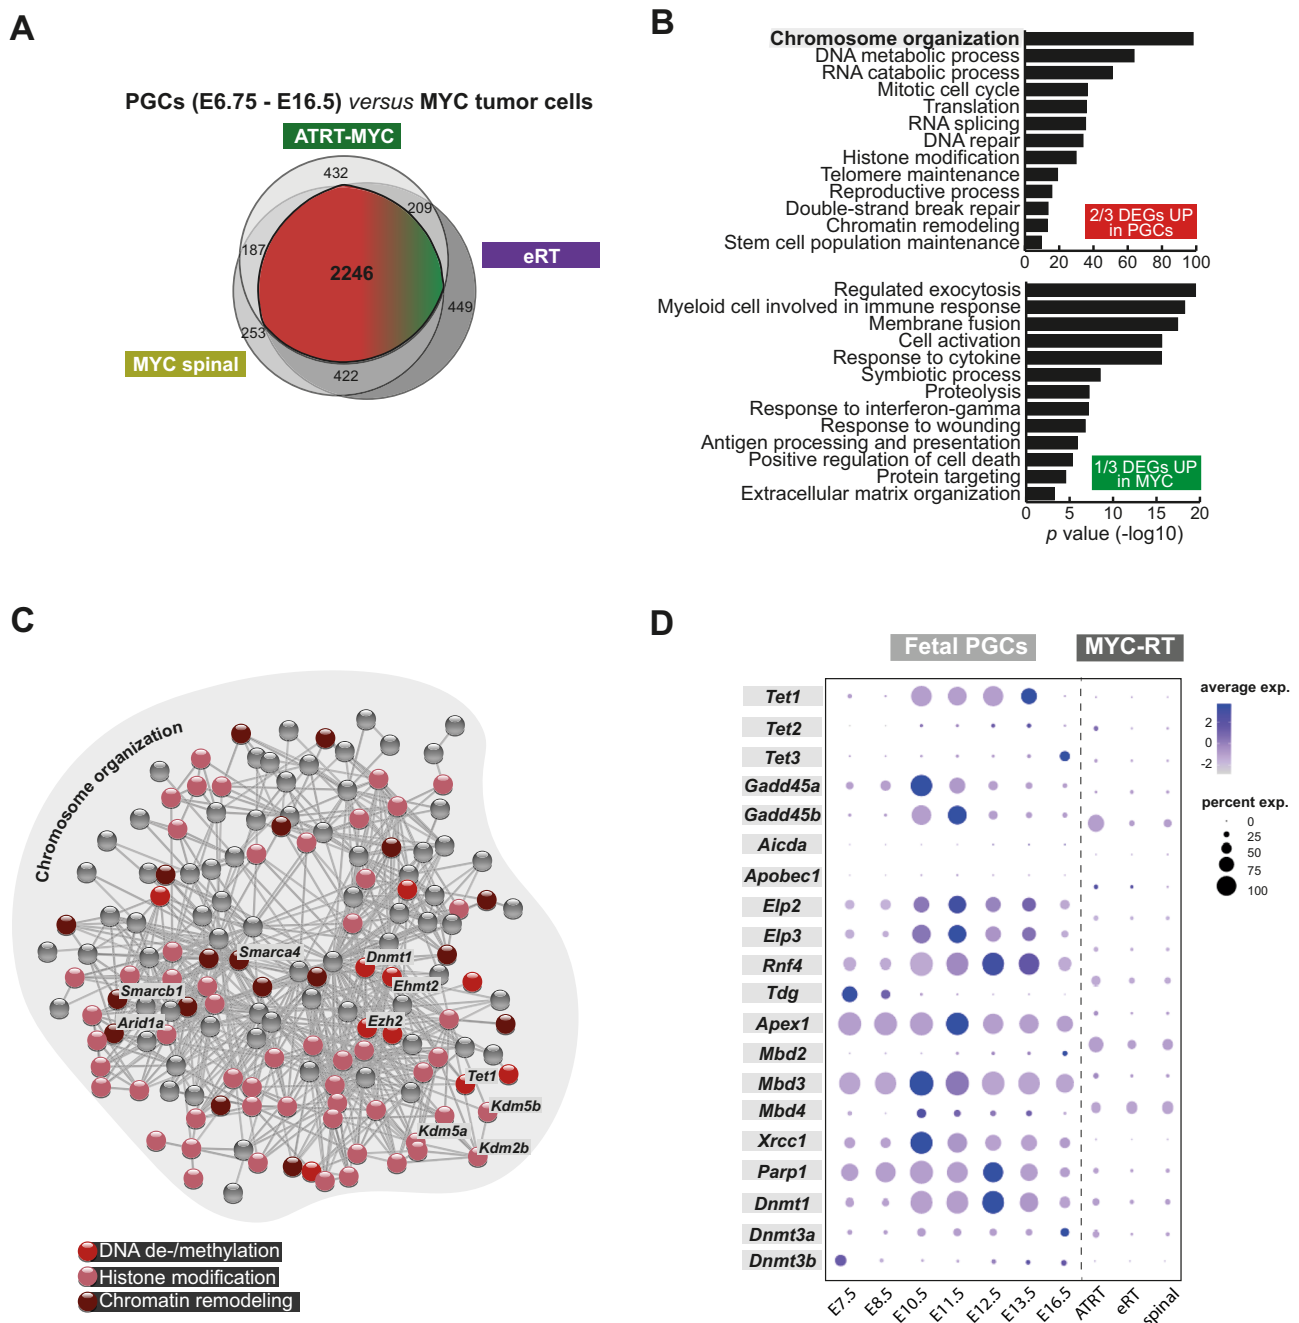 A
PGCs (E6.75 - E16.5) versus MYC tumor cells
ATRT-MYC
432
209
187
eRT
2246
449
253
MYC spinal
422
B
Chromosome organization
DNA metabolic process
RNA catabolic process
Mitotic cell cycle
Translation
RNA splicing
DNA repair
Histone modification
Telomere maintenance
Reproductive process
Double-strand break repair
Chromatin remodeling
Stem cell population maintenance
2/3 DEGs UP
in PGCs
0 20 40 60 80 100
Regulated exocytosis
Myeloid cell involved in immune response
Membrane fusion
Cell activation
Response to cytokine
Symbiotic process
Proteolysis
Response to interferon-gamma
Response to wounding
Antigen processing and presentation
Positive regulation of cell death
Protein targeting
Extracellular matrix organization
1/3 DEGs UP
in MYC
0 5 10 15 20
p value (-log10)
C
Chromosome organization
Smarca4
Dnmt1
Ehmt2
Smarcb1
Arid1a
Ezh2
Tet1
Kdm5b
Kdm5a
Kdm2b
DNA de-/methylation
Histone modification
Chromatin remodeling
D
Fetal PGCs
MYC-RT
Tet1
Tet2
Tet3
Gadd45a
Gadd45b
Aicda
Apobec1
Elp2
Elp3
Rnf4
Tdg
Apex1
Mbd2
Mbd3
Mbd4
Xrcc1
Parp1
Dnmt1
Dnmt3a
Dnmt3b
E7.5 E8.5 E10.5 E11.5 E12.5 E13.5 E16.5 ATRT eRT spinal
average exp.
2
0
-2
percent exp.
0
25
50
75
100